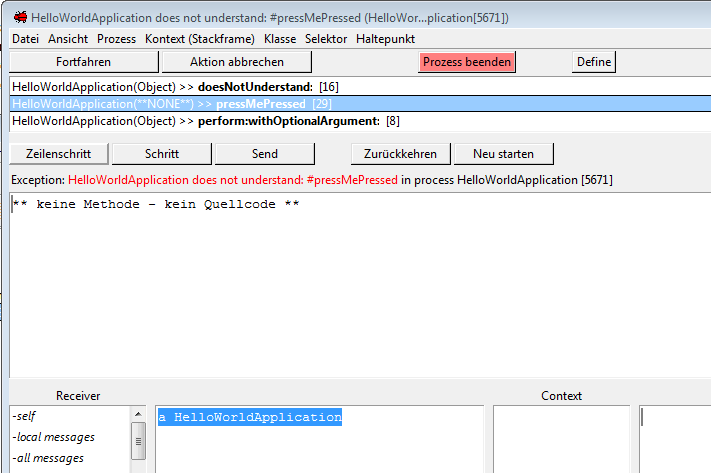 HelloWorldApplication does not understand: #pressMePressed (HelloWor...plication[5671])
Datei Ansicht Prozess Kontext (Stackframe) Klasse Selektor Haltepunkt
Fortfahren Aktion abbrechen Prozess beenden Define
HelloWorldApplication(Object) >> doesNotUnderstand: [16]
HelloWorldApplication(**NONE**) >> pressMePressed [29]
HelloWorldApplication(Object) >> perform:withOptionalArgument: [8]
Zeilenschritt Schritt Send Zurückkehren Neu starten
Exception: HelloWorldApplication does not understand: #pressMePressed in process HelloWorldApplication [5671]
** keine Methode - kein Quellcode **
Receiver Context
-self a HelloWorldApplication
-local messages
-all messages